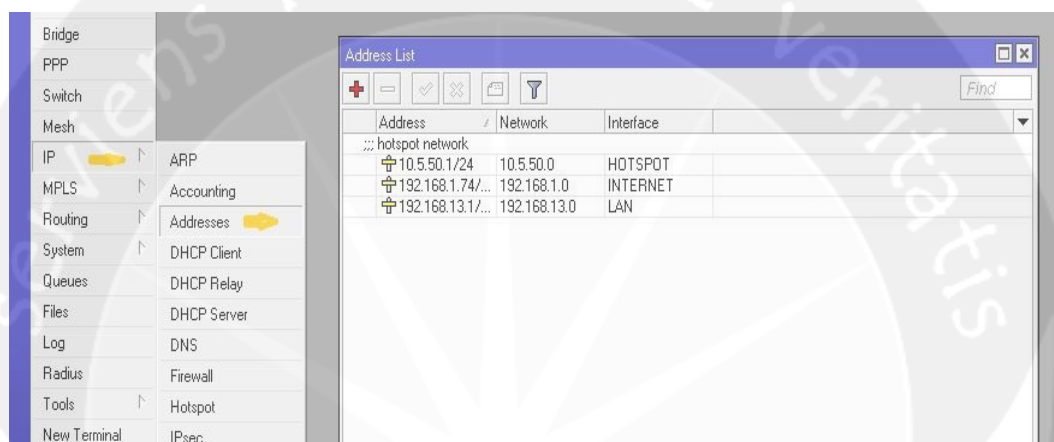 Bridge
PPP
Switch
Mesh
IP
MPLS
Routing
System
Queues
Files
Log
Radius
Tools
New Terminal
ARP
Accounting
Addresses
DHCP Client
DHCP Relay
DHCP Server
DNS
Firewall
Hotspot
IPsec
Address List
Find
Address / Network Interface
;;; hotspot network
10.5.50.1/24 10.5.50.0 HOTSPOT
192.168.1.74/... 192.168.1.0 INTERNET
192.168.13.1/... 192.168.13.0 LAN
serviens
veritatis